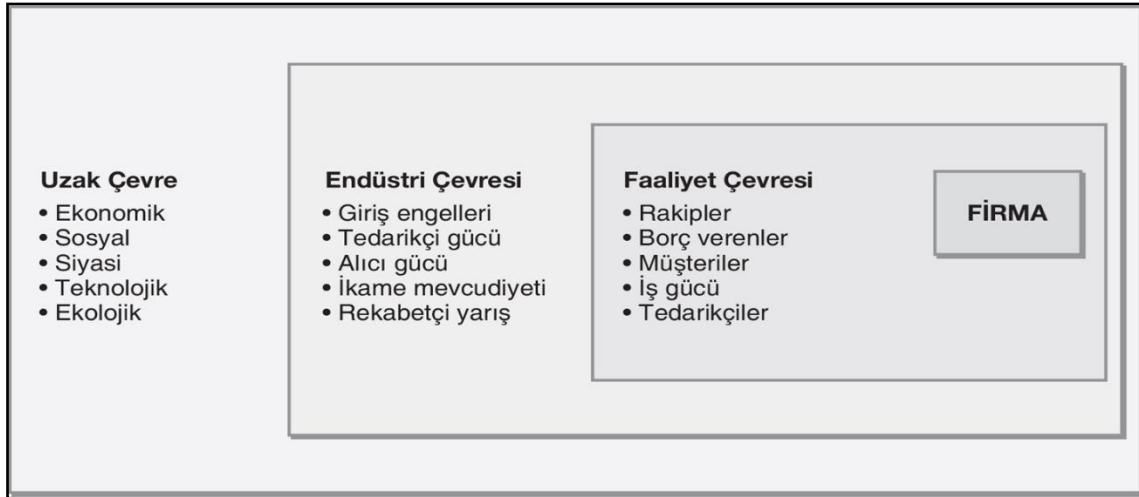 Uzak Çevre
• Ekonomik
• Sosyal
• Siyasi
• Teknolojik
• Ekolojik
Endüstri Çevresi
• Giriş engelleri
• Tedarikçi gücü
• Alıcı gücü
• İkame mevcudiyeti
• Rekabetçi yarış
Faaliyet Çevresi
• Rakipler
• Borç verenler
• Müşteriler
• İş gücü
• Tedarikçiler
FİRMA